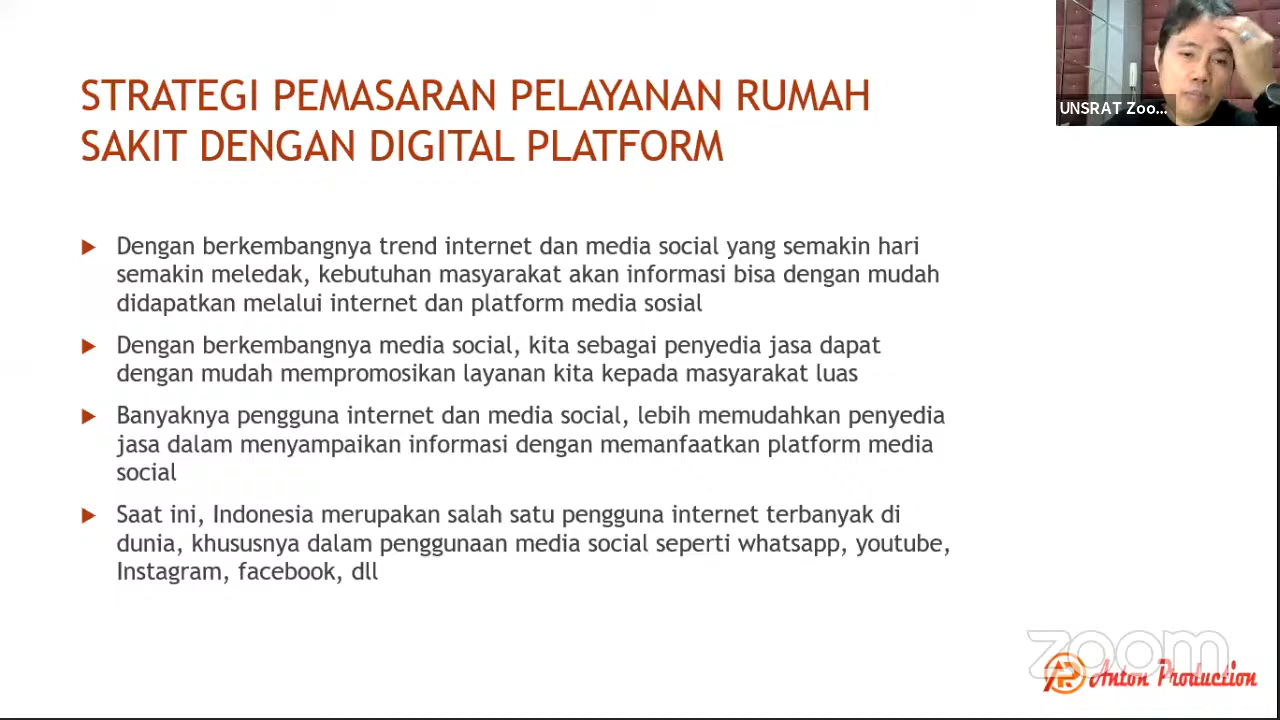 UNSRAT Zoo...
STRATEGI PEMASARAN PELAYANAN RUMAH
SAKIT DENGAN DIGITAL PLATFORM
Dengan berkembangnya trend internet dan media social yang semakin hari
semakin meledak, kebutuhan masyarakat akan informasi bisa dengan mudah
didapatkan melalui internet dan platform media sosial
Dengan berkembangnya media social, kita sebagai penyedia jasa dapat
dengan mudah mempromosikan layanan kita kepada masyarakat luas
Banyaknya pengguna internet dan media social, lebih memudahkan penyedia
jasa dalam menyampaikan informasi dengan memanfaatkan platform media
social
Saat ini, Indonesia merupakan salah satu pengguna internet terbanyak di
dunia, khususnya dalam penggunaan media social seperti whatsapp, youtube,
Instagram, facebook, dll
zoom
Anton Production